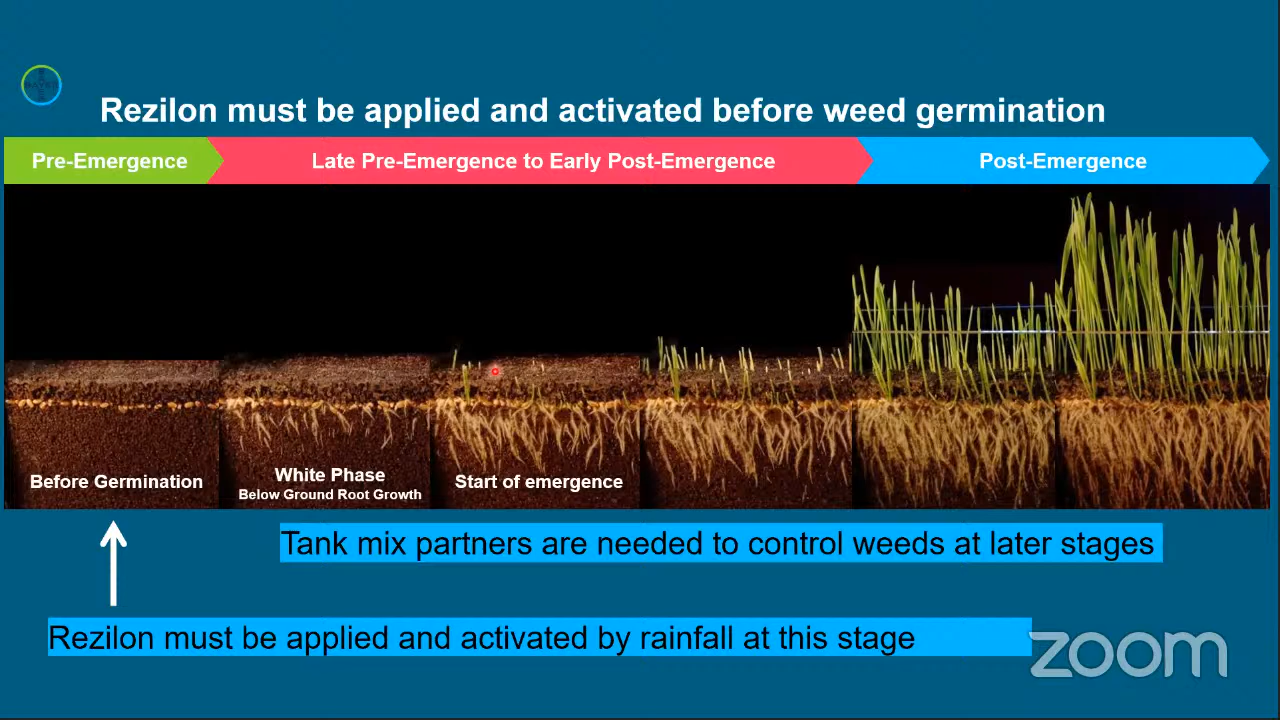 Rezilon must be applied and activated before weed germination
Pre-Emergence
Late Pre-Emergence to Early Post-Emergence
Post-Emergence
Before Germination
White Phase
Below Ground Root Growth
Start of emergence
Tank mix partners are needed to control weeds at later stages
Rezilon must be applied and activated by rainfall at this stage
zoom